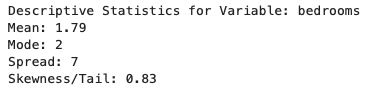 Descriptive Statistics for Variable: bedrooms
Mean: 1.79
Mode: 2
Spread: 7
Skewness/Tail: 0.83